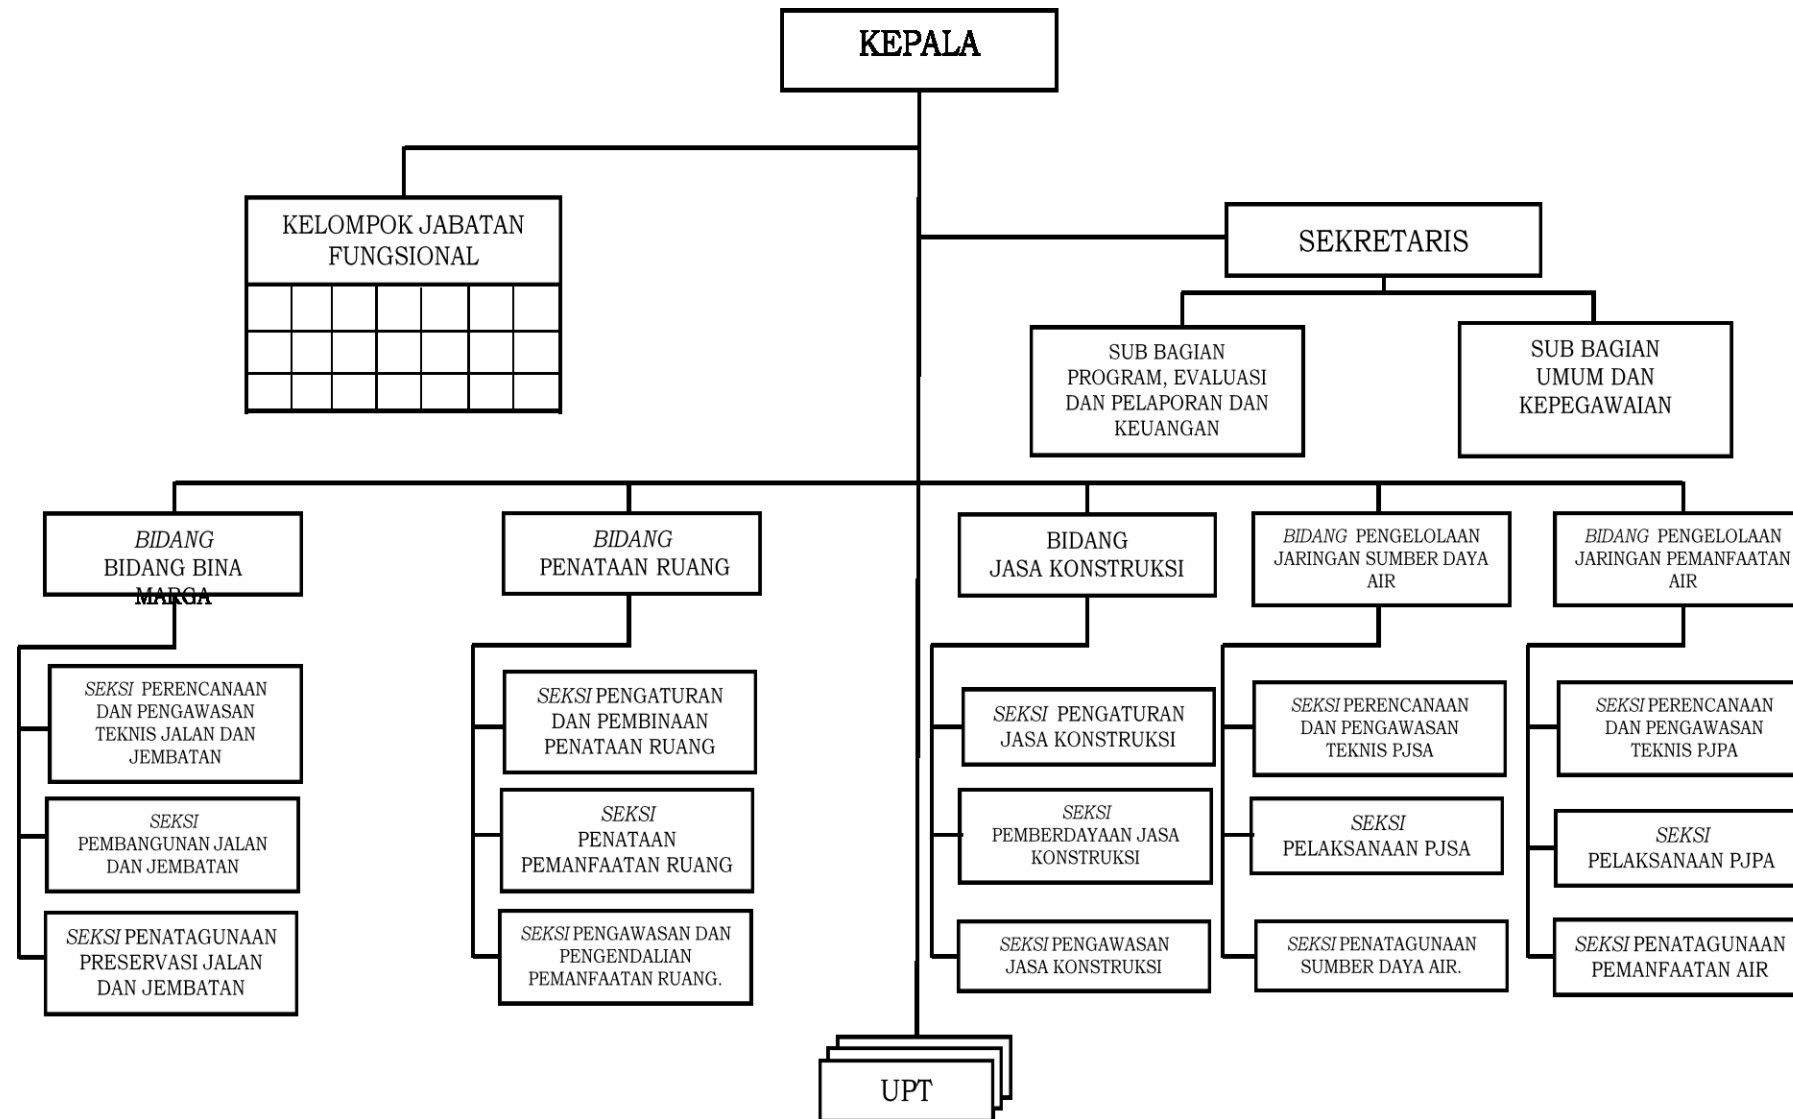 KEPALA
KELOMPOK JABATAN
FUNGSIONAL
SEKRETARIS
SUB BAGIAN
PROGRAM, EVALUASI
DAN PELAPORAN DAN
KEUANGAN
SUB BAGIAN
UMUM DAN
KEPEGAWAIAN
BIDANG
BIDANG BINA
MARGA
BIDANG
PENATAAN RUANG
BIDANG
JASA KONSTRUKSI
BIDANG PENGELOLAAN
JARINGAN SUMBER DAYA
AIR
BIDANG PENGELOLAAN
JARINGAN PEMANFAATAN
AIR
SEKSI PERENCANAAN
DAN PENGAWASAN
TEKNIS JALAN DAN
JEMBATAN
SEKSI PENGATURAN
DAN PEMBINAAN
PENATAAN RUANG
SEKSI PENGATURAN
JASA KONSTRUKSI
SEKSI PERENCANAAN
DAN PENGAWASAN
TEKNIS PJSA
SEKSI PERENCANAAN
DAN PENGAWASAN
TEKNIS PJPA
SEKSI
PEMBANGUNAN JALAN
DAN JEMBATAN
SEKSI
PENATAAN
PEMANFAATAN RUANG
SEKSI
PEMBERDAYAAN JASA
KONSTRUKSI
SEKSI
PELAKSANAAN PJSA
SEKSI
PELAKSANAAN PJPA
SEKSI PENATAGUNAAN
PRESERVASI JALAN
DAN JEMBATAN
SEKSI PENGAWASAN DAN
PENGENDALIAN
PEMANFAATAN RUANG.
SEKSI PENGAWASAN
JASA KONSTRUKSI
SEKSI PENATAGUNAAN
SUMBER DAYA AIR.
SEKSI PENATAGUNAAN
PEMANFAATAN AIR
UPT